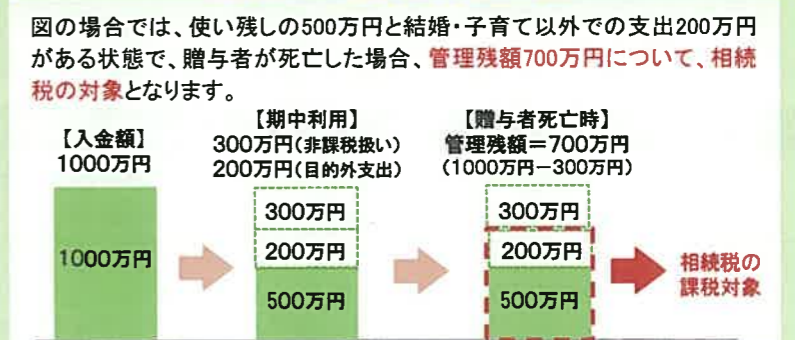 図の場合では、使い残しの500万円と結婚・子育て以外での支出200万円
がある状態で、贈与者が死亡した場合、管理残額700万円について、相続
税の対象となります。
【入金額】
1000万円
【期中利用】
300万円(非課税扱い)
200万円(目的外支出)
【贈与者死亡時】
管理残額＝700万円
(1000万円－300万円)
1000万円
300万円
200万円
500万円
300万円
200万円
500万円
相続税の
課税対象